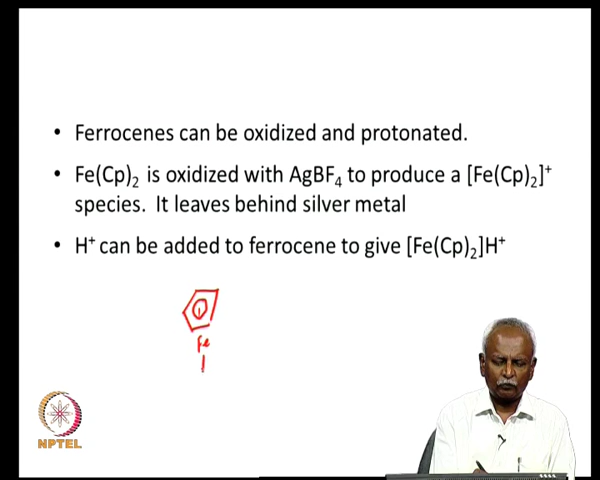 • Ferrocenes can be oxidized and protonated.
• Fe(Cp)₂ is oxidized with AgBF₄ to produce a [Fe(Cp)₂]⁺
species. It leaves behind silver metal
• H⁺ can be added to ferrocene to give [Fe(Cp)₂]H⁺
Fe
NPTEL